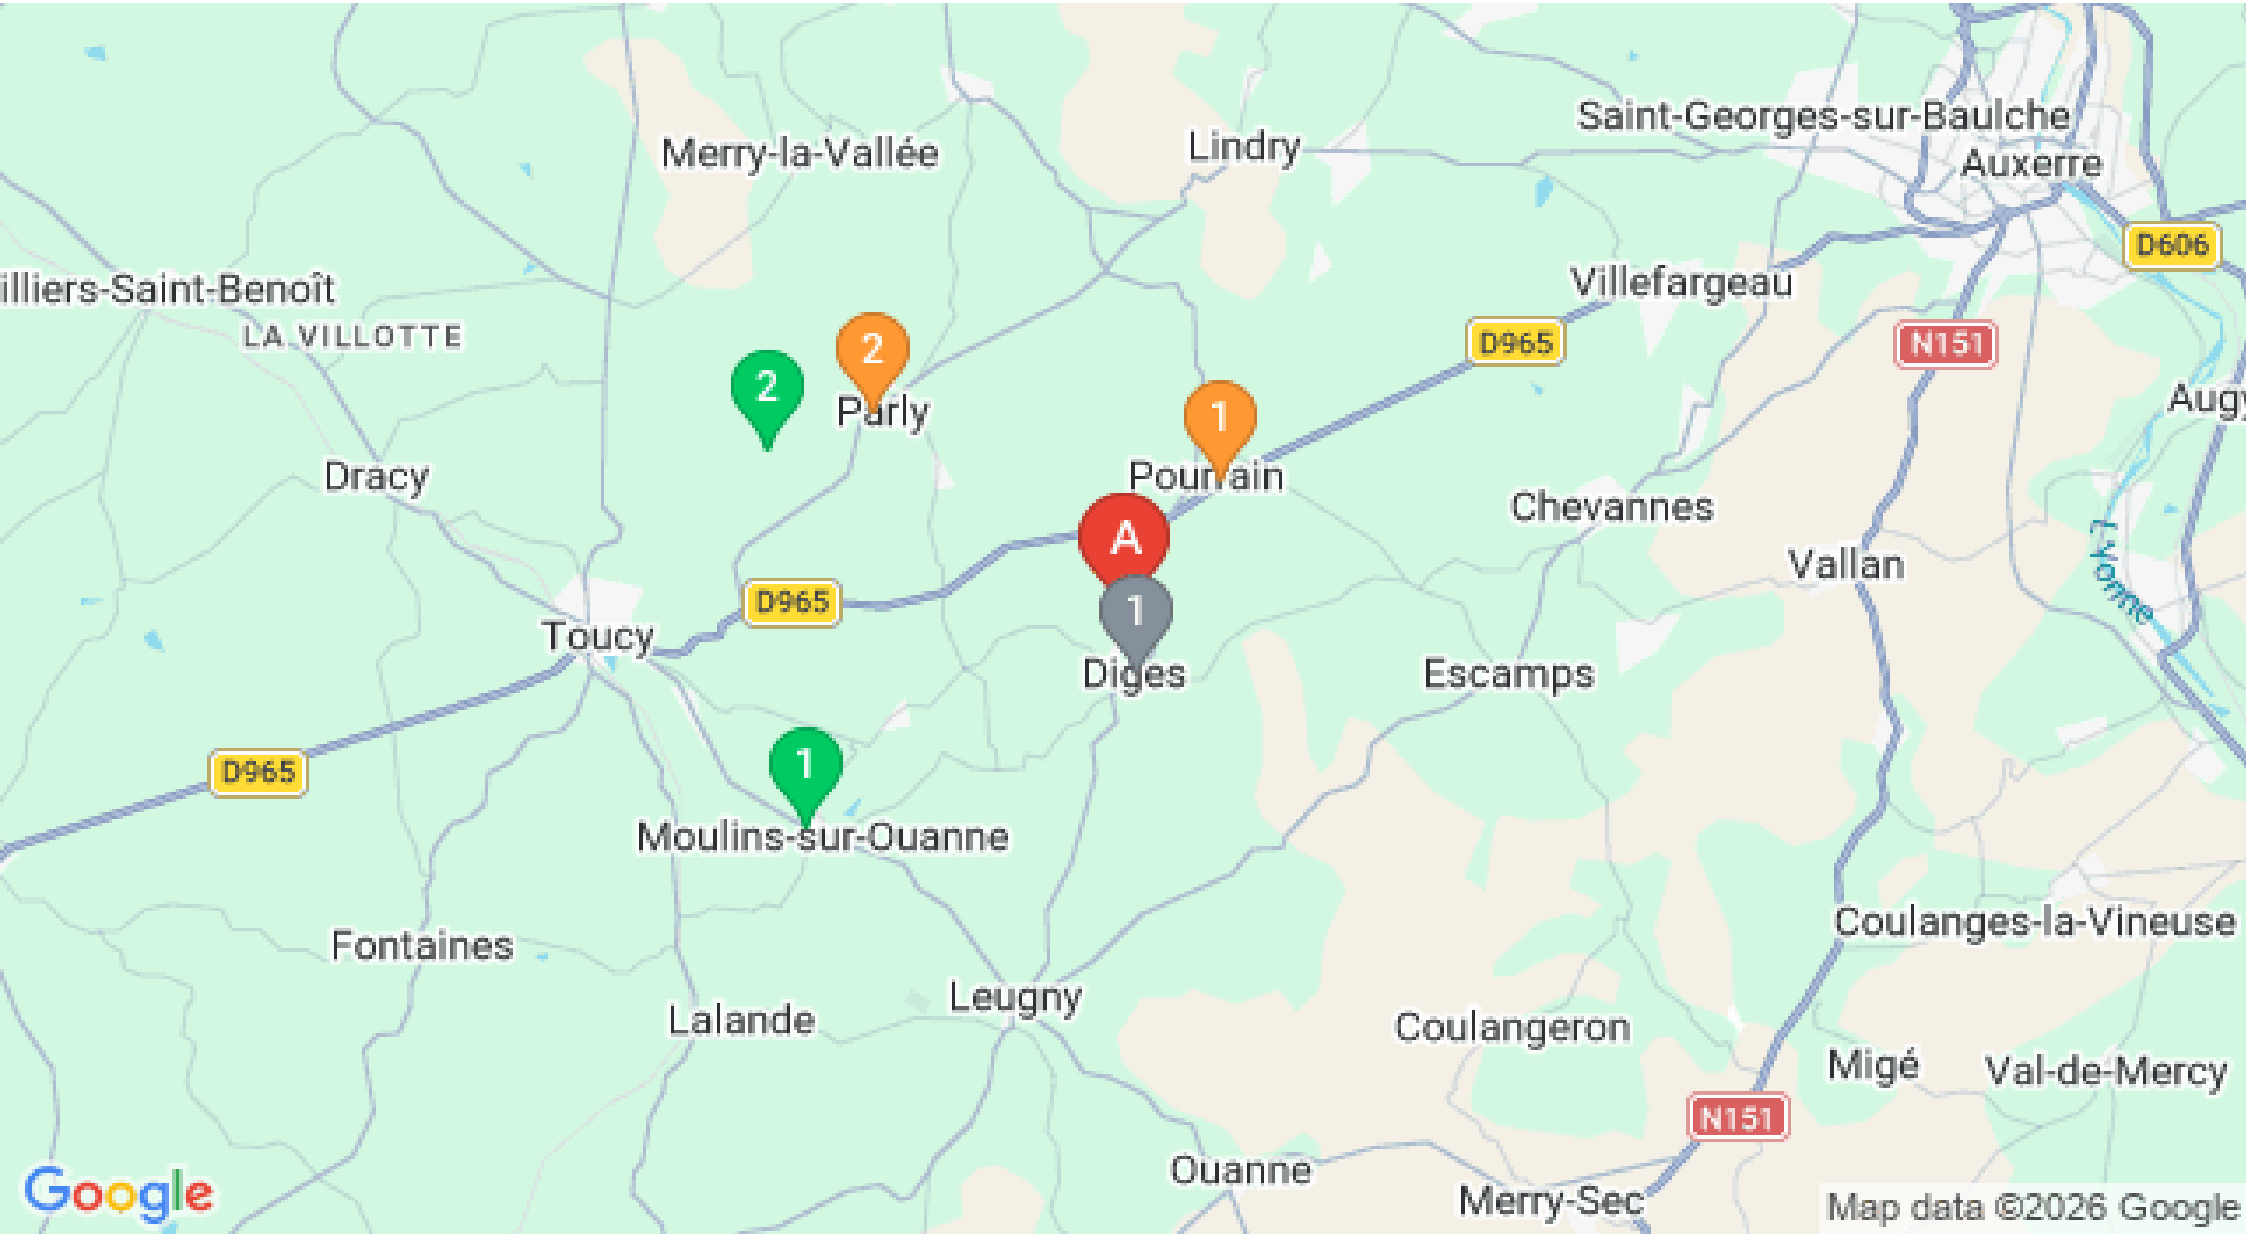 Saint-Georges-sur-Baulche
Merry-la-Vallée
Lindry
Auxerre
D606
illiers-Saint-Benoît
Villefargeau
LA VILLOTTE
D965
N151
2
2
Parly
1
Augy
Dracy
Pourrain
Chevannes
A
Vallan
L'Yonne
D965
1
Toucy
Diges
Escamps
D965
1
Moulins-sur-Ouanne
Coulanges-la-Vineuse
Fontaines
Leugny
Lalande
Coulangeron
Migé
Val-de-Mercy
N151
Ouanne
Merry-Sec
Google
Map data ©2026 Google